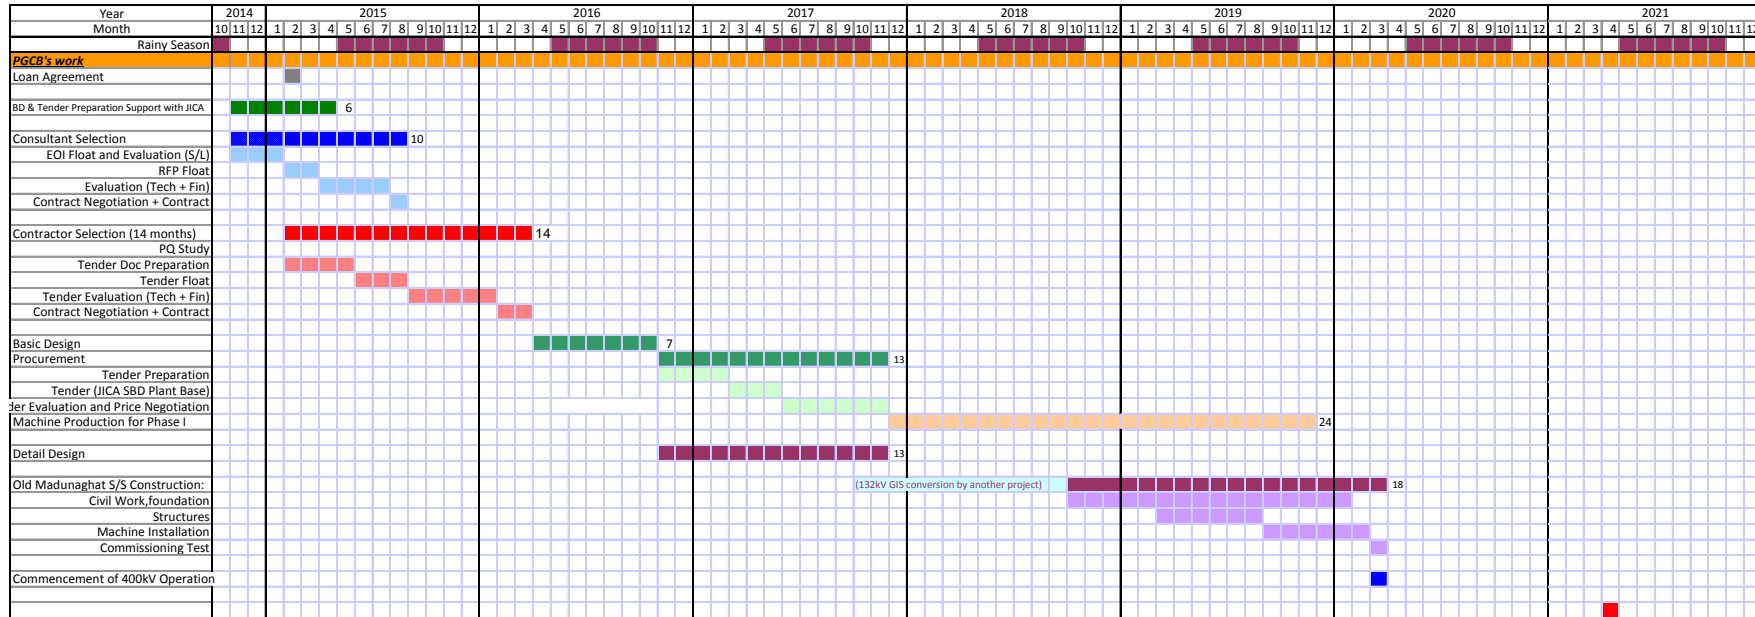 Year 2014 2015 2016 2017 2018 2019 2020 2021
Month 10 11 12 1 2 3 4 5 6 7 8 9 10 11 12 1 2 3 4 5 6 7 8 9 10 11 12 1 2 3 4 5 6 7 8 9 10 11 12 1 2 3 4 5 6 7 8 9 10 11 12 1 2 3 4 5 6 7 8 9 10 11 12 1 2 3 4 5 6 7 8 9 10 11 12 1 2 3 4 5 6 7 8 9 10 11 12
Rainy Season
PGCB's work
Loan Agreement
BD & Tender Preparation Support with JICA 6
Consultant Selection 10
EOI Float and Evaluation (S/L)
RFP Float
Evaluation (Tech + Fin)
Contract Negotiation + Contract
Contractor Selection (14 months) 14
PQ Study
Tender Doc Preparation
Tender Float
Tender Evaluation (Tech + Fin)
Contract Negotiation + Contract
Basic Design 7
Procurement 13
Tender Preparation
Tender (JICA SBD Plant Base)
der Evaluation and Price Negotiation
Machine Production for Phase I 24
Detail Design 13
Old Madunaghat S/S Construction: (132kV GIS conversion by another project) 18
Civil Work,foundation
Structures
Machine Installation
Commissioning Test
Commencement of 400kV Operation